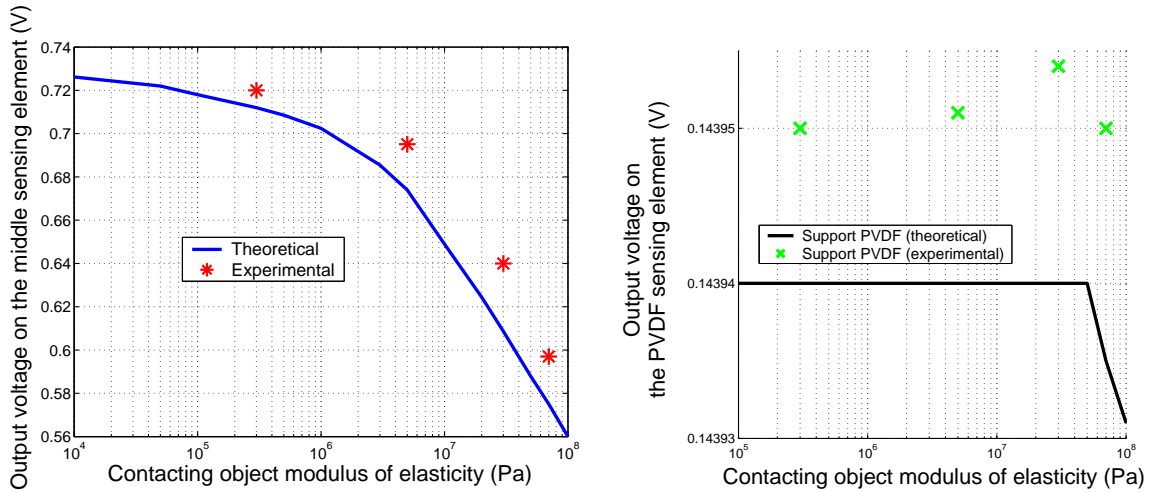 Output voltage on the middle sensing element (V)
0.74
0.72
0.7
0.68
0.66
0.64
0.62
0.6
0.58
0.56
Theoretical
Experimental
10^4
10^5
10^6
10^7
10^8
Contacting object modulus of elasticity (Pa)
Output voltage on
the PVDF sensing element (V)
0.14395
0.14394
0.14393
Support PVDF (theoretical)
Support PVDF (experimental)
10^5
10^6
10^7
10^8
Contacting object modulus of elasticity (Pa)